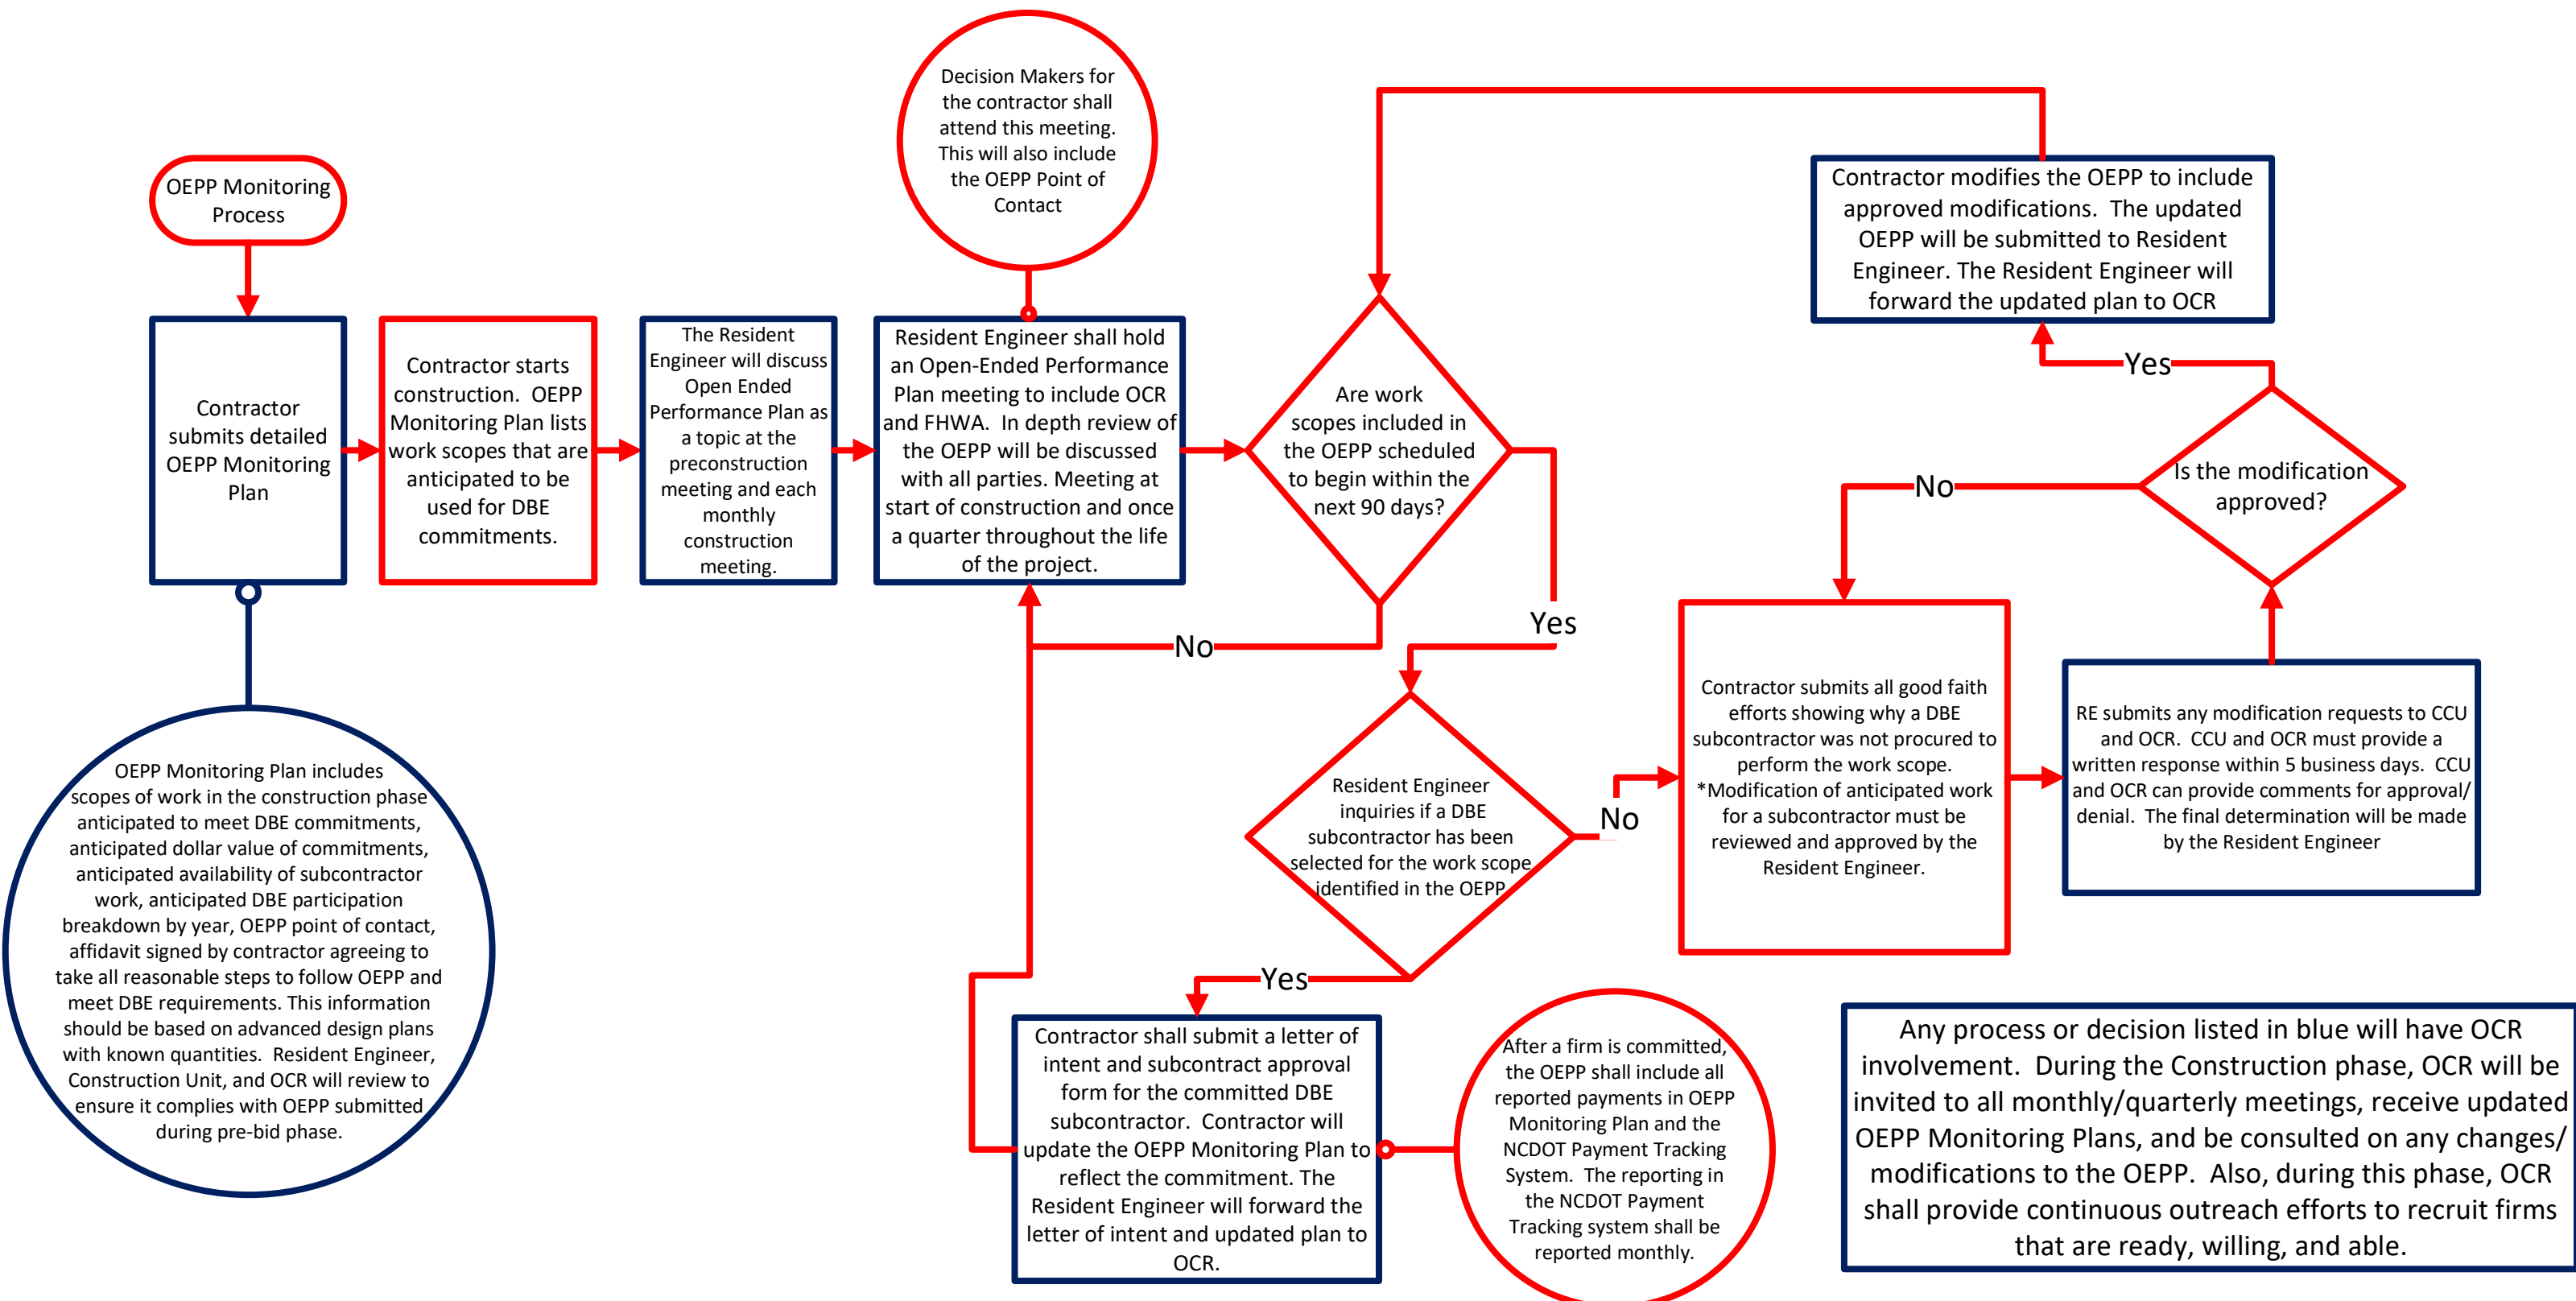 OEPP Monitoring
Process
Contractor
submits detailed
OEPP Monitoring
Plan
OEPP Monitoring Plan includes
scopes of work in the construction phase
anticipated to meet DBE commitments,
anticipated dollar value of commitments,
anticipated availability of subcontractor
work, anticipated DBE participation
breakdown by year, OEPP point of contact,
affidavit signed by contractor agreeing to
take all reasonable steps to follow OEPP and
meet DBE requirements. This information
should be based on advanced design plans
with known quantities.  Resident Engineer,
Construction Unit, and OCR will review to
ensure it complies with OEPP submitted
during pre-bid phase.
Contractor starts
construction.  OEPP
Monitoring Plan lists
work scopes that are
anticipated to be
used for DBE
commitments.
The Resident
Engineer will discuss
Open Ended
Performance Plan as
a topic at the
preconstruction
meeting and each
monthly
construction
meeting.
Decision Makers for
the contractor shall
attend this meeting.
This will also include
the OEPP Point of
Contact
Resident Engineer shall hold
an Open-Ended Performance
Plan meeting to include OCR
and FHWA.  In depth review of
the OEPP will be discussed
with all parties. Meeting at
start of construction and once
a quarter throughout the life
of the project.
Are work
scopes included in
the OEPP scheduled
to begin within the
next 90 days?
No
Yes
Resident Engineer
inquiries if a DBE
subcontractor has been
selected for the work scope
identified in the OEPP
Yes
No
Contractor shall submit a letter of
intent and subcontract approval
form for the committed DBE
subcontractor.  Contractor will
update the OEPP Monitoring Plan to
reflect the commitment. The
Resident Engineer will forward the
letter of intent and updated plan to
OCR.
After a firm is committed,
the OEPP shall include all
reported payments in OEPP
Monitoring Plan and the
NCDOT Payment Tracking
System.  The reporting in
the NCDOT Payment
Tracking system shall be
reported monthly.
Contractor submits all good faith
efforts showing why a DBE
subcontractor was not procured to
perform the work scope.
*Modification of anticipated work
for a subcontractor must be
reviewed and approved by the
Resident Engineer.
RE submits any modification requests to CCU
and OCR.  CCU and OCR must provide a
written response within 5 business days.  CCU
and OCR can provide comments for approval/
denial.  The final determination will be made
by the Resident Engineer
Is the modification
approved?
No
Yes
Contractor modifies the OEPP to include
approved modifications.  The updated
OEPP will be submitted to Resident
Engineer. The Resident Engineer will
forward the updated plan to OCR
Any process or decision listed in blue will have OCR
involvement.  During the Construction phase, OCR will be
invited to all monthly/quarterly meetings, receive updated
OEPP Monitoring Plans, and be consulted on any changes/
modifications to the OEPP.  Also, during this phase, OCR
shall provide continuous outreach efforts to recruit firms
that are ready, willing, and able.